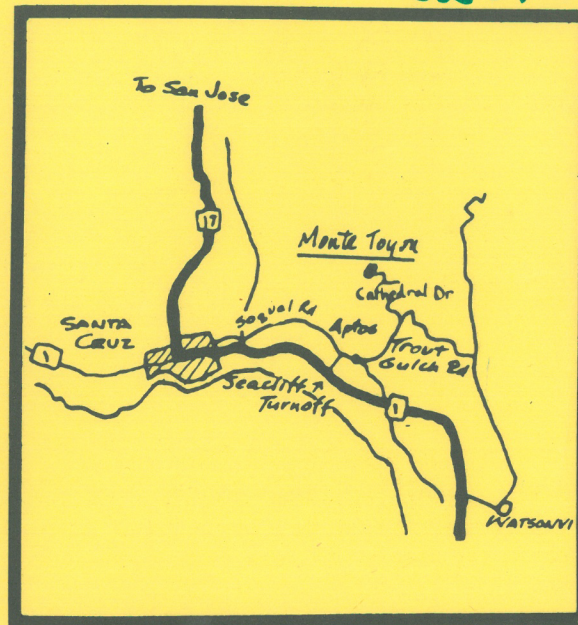 To San Jose
17
Monte Toyon
Cathedral Dr
Soquel Rd
Aptos
SANTA
CRUZ
1
Trout
Gulch Rd
Seacliff
Turnoff
1
WATSONVI